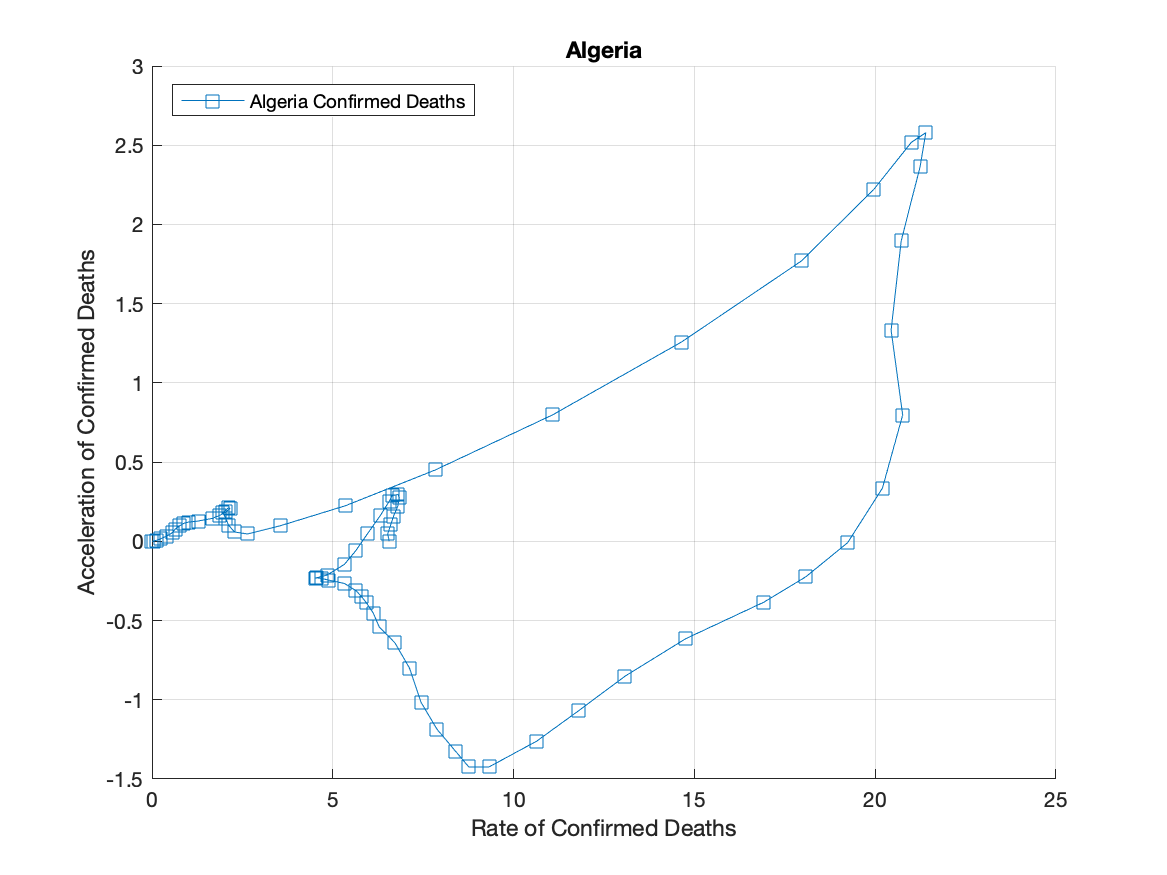 Algeria
Algeria Confirmed Deaths
3
2.5
2
1.5
1
0.5
0
-0.5
-1
-1.5
Acceleration of Confirmed Deaths
0 5 10 15 20 25
Rate of Confirmed Deaths